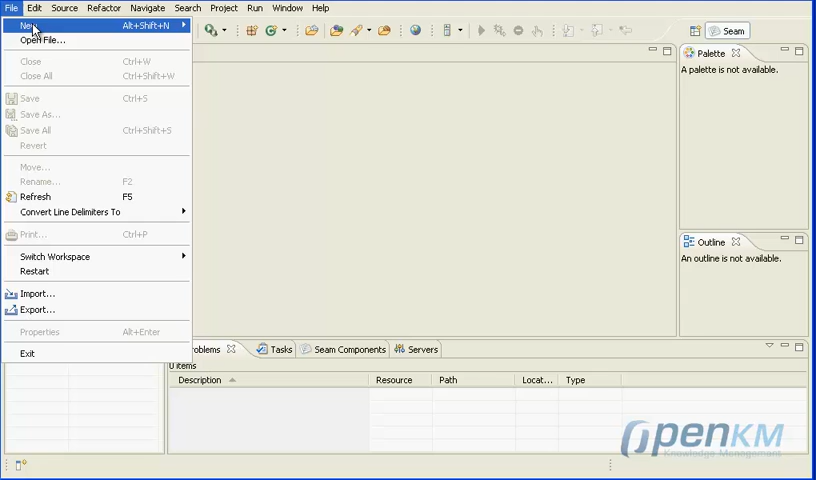 File Edit Source Refactor Navigate Search Project Run Window Help
New Alt+Shift+N
Open File...
Close Ctrl+W
Close All Ctrl+Shift+W
Save Ctrl+S
Save As...
Save All Ctrl+Shift+S
Revert
Move...
Rename... F2
Refresh F5
Convert Line Delimiters To
Print... Ctrl+P
Switch Workspace
Restart
Import...
Export...
Properties Alt+Enter
Exit
Seam
Palette
A palette is not available.
Outline
An outline is not available.
Tasks Seam Components Servers
0 items
Description Resource Path Locat... Type
OpenKM
Knowledge Management